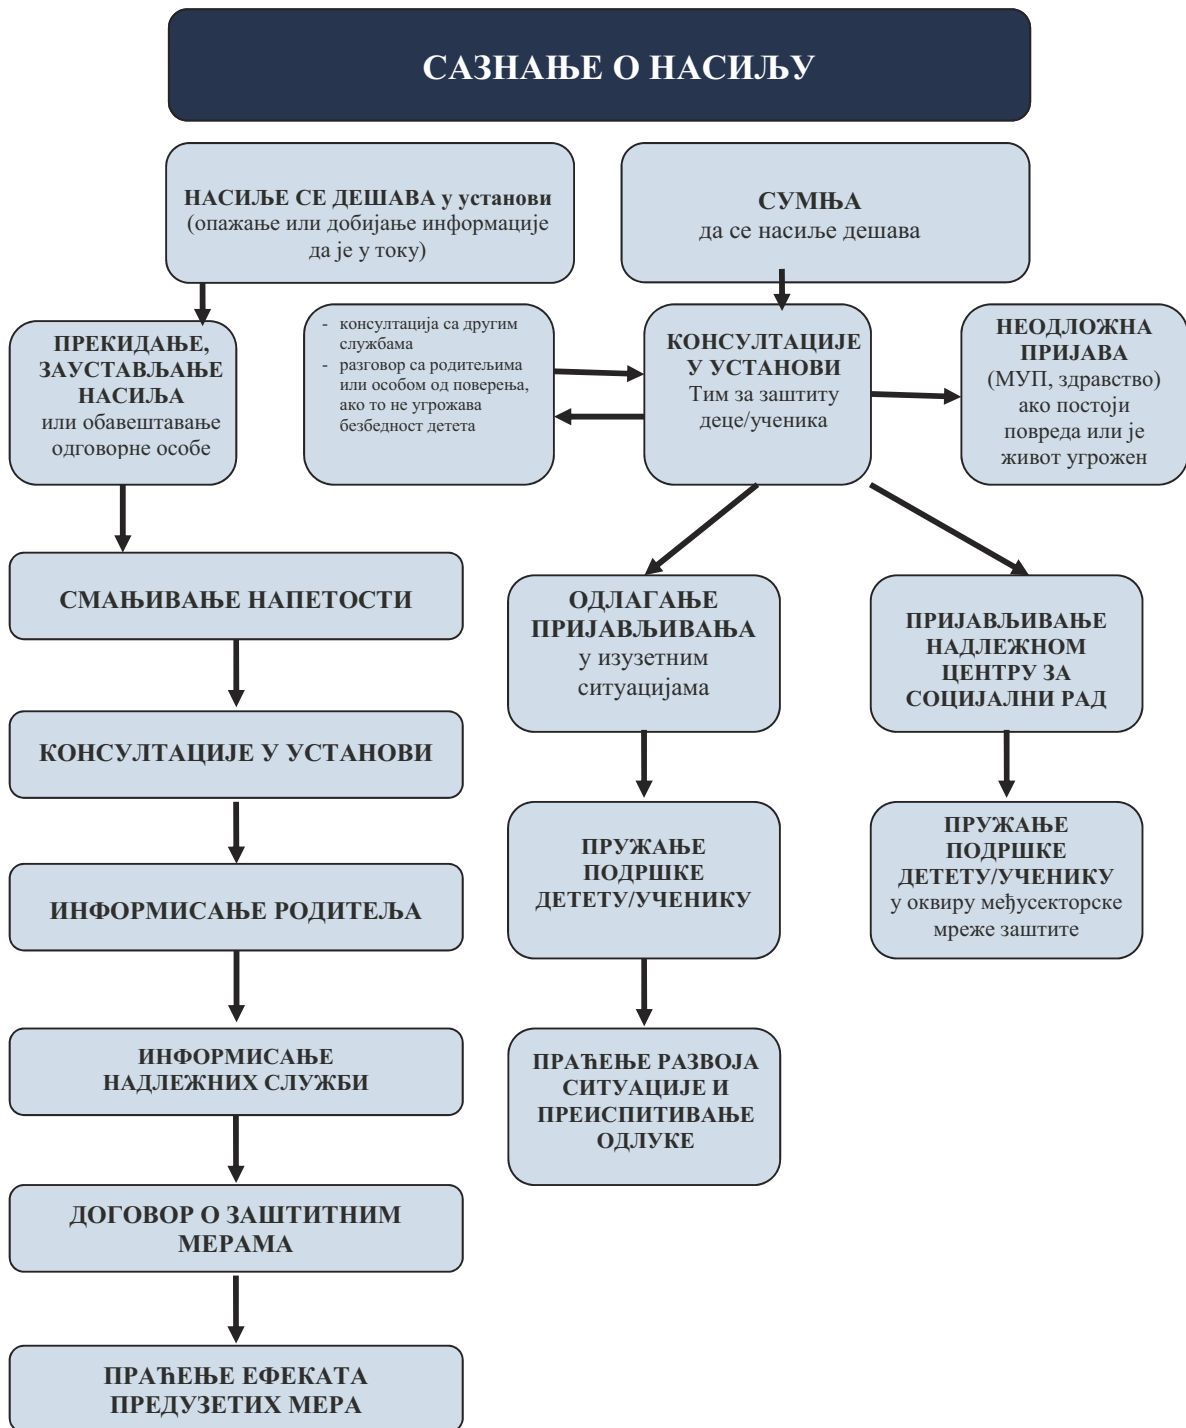 САЗНАЊЕ О НАСИЉУ
НАСИЉЕ СЕ ДЕШАВА у установи
(опажање или добијање информације
да је у току)
СУМЊА
да се насиље дешава
ПРЕКИДАЊЕ,
ЗАУСТАВЉАЊЕ
НАСИЉА
или обавештавање
одговорне особе
- консултација са другим
службама
- разговор са родитељима
или особом од поверења,
ако то не угрожава
безбедност детета
КОНСУЛТАЦИЈЕ
У УСТАНОВИ
Тим за заштиту
деце/ученика
НЕОДЛОЖНА
ПРИЈАВА
(МУП, здравство)
ако постоји
повреда или је
живот угрожен
СМАЊИВАЊЕ НАПЕТОСТИ
КОНСУЛТАЦИЈЕ У УСТАНОВИ
ИНФОРМИСАЊЕ РОДИТЕЉА
ИНФОРМИСАЊЕ
НАДЛЕЖНИХ СЛУЖБИ
ДОГОВОР О ЗАШТИТНИМ
МЕРАМА
ПРАЋЕЊЕ ЕФЕКАТА
ПРЕДУЗЕТИХ МЕРА
ОДЛАГАЊЕ
ПРИЈАВЉИВАЊА
у изузетним
ситуацијама
ПРУЖАЊЕ
ПОДРШКЕ
ДЕТЕТУ/УЧЕНИКУ
ПРАЋЕЊЕ РАЗВОЈА
СИТУАЦИЈЕ И
ПРЕИСПИТИВАЊЕ
ОДЛУКЕ
ПРИЈАВЉИВАЊЕ
НАДЛЕЖНОМ
ЦЕНТРУ ЗА
СОЦИЈАЛНИ РАД
ПРУЖАЊЕ
ПОДРШКЕ
ДЕТЕТУ/УЧЕНИКУ
у оквиру међусекторске
мреже заштите